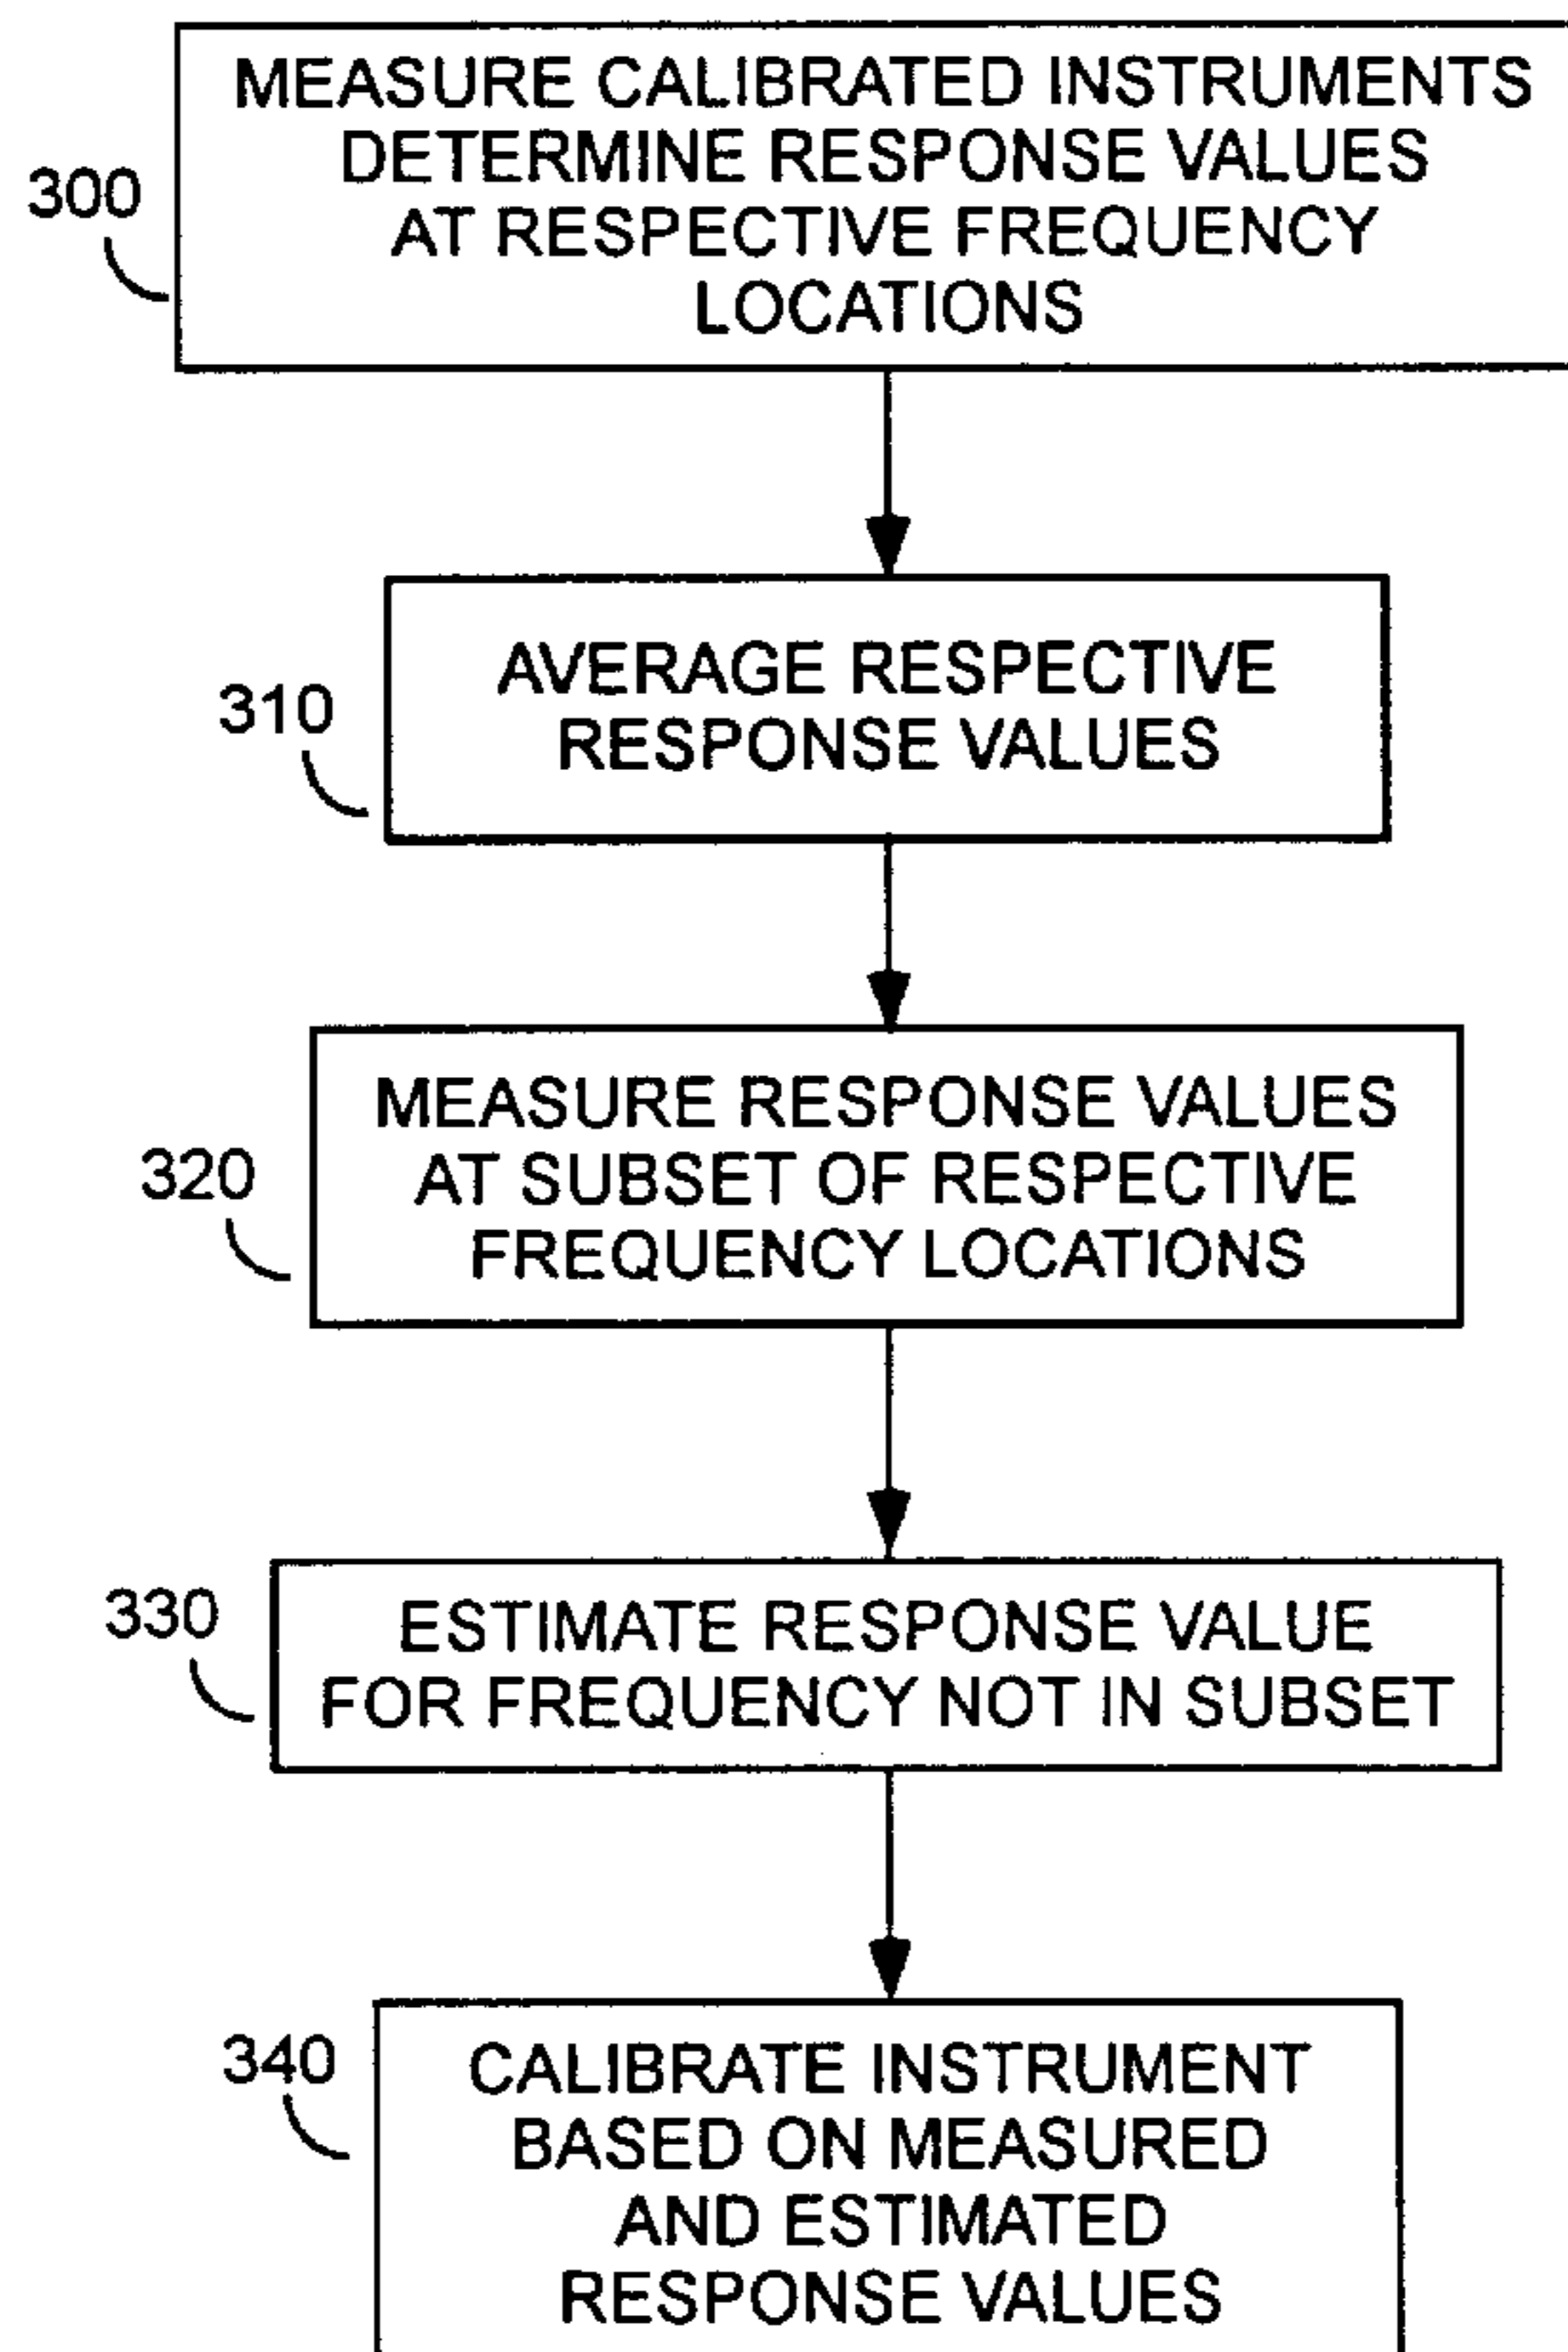 MEASURE CALIBRATED INSTRUMENTS
DETERMINE RESPONSE VALUES
AT RESPECTIVE FREQUENCY
LOCATIONS
300
AVERAGE RESPECTIVE
RESPONSE VALUES
310
MEASURE RESPONSE VALUES
AT SUBSET OF RESPECTIVE
FREQUENCY LOCATIONS
320
ESTIMATE RESPONSE VALUE
FOR FREQUENCY NOT IN SUBSET
330
CALIBRATE INSTRUMENT
BASED ON MEASURED
AND ESTIMATED
RESPONSE VALUES
340